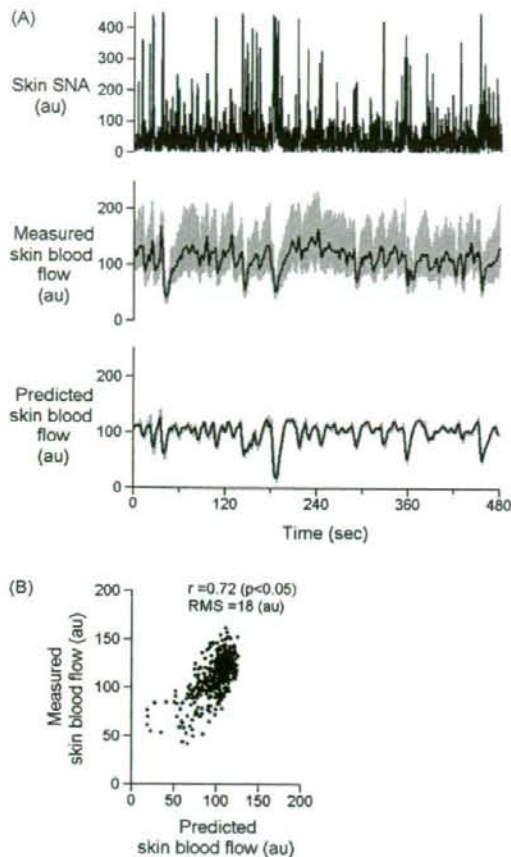 (A)
Skin SNA
(au)
400
300
200
100
0
Measured
skin blood
flow
(au)
200
100
0
Predicted
skin blood
flow
(au)
200
100
0
0
120
240
360
480
Time (sec)
(B)
r =0.72 (p<0.05)
RMS =18 (au)
Measured
skin blood flow (au)
200
150
100
50
0
0
50
100
150
200
Predicted
skin blood flow (au)